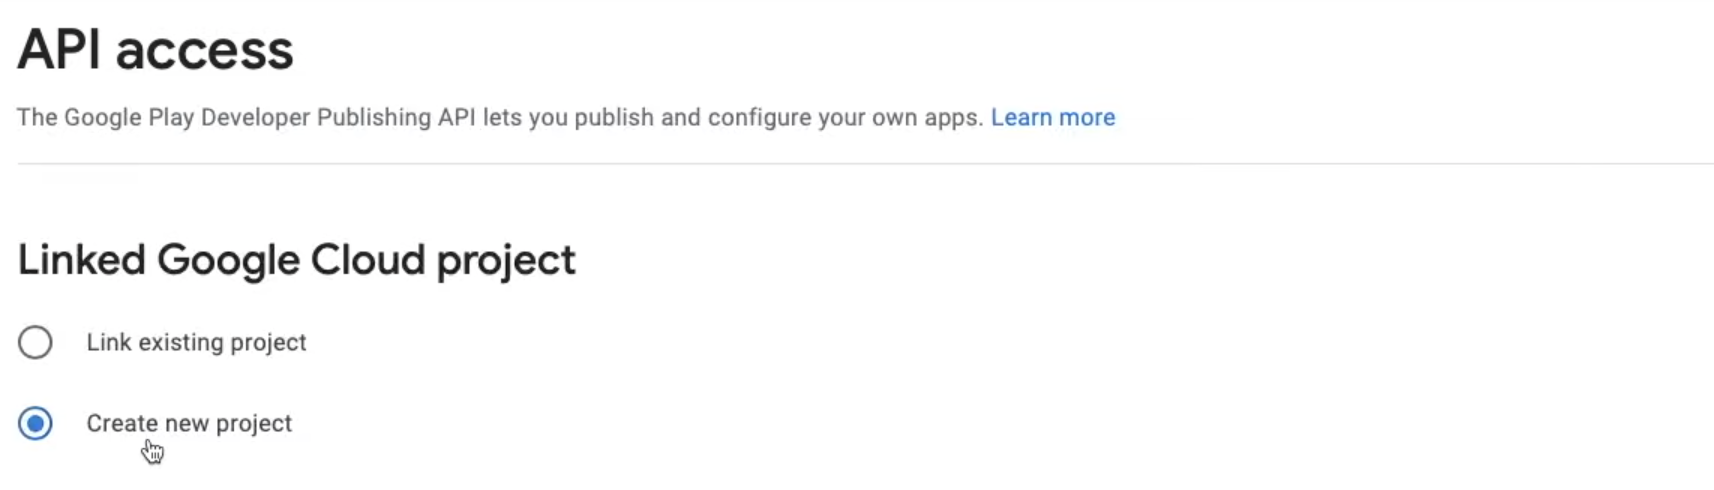 API access
The Google Play Developer Publishing API lets you publish and configure your own apps. Learn more
Linked Google Cloud project
Link existing project
Create new project